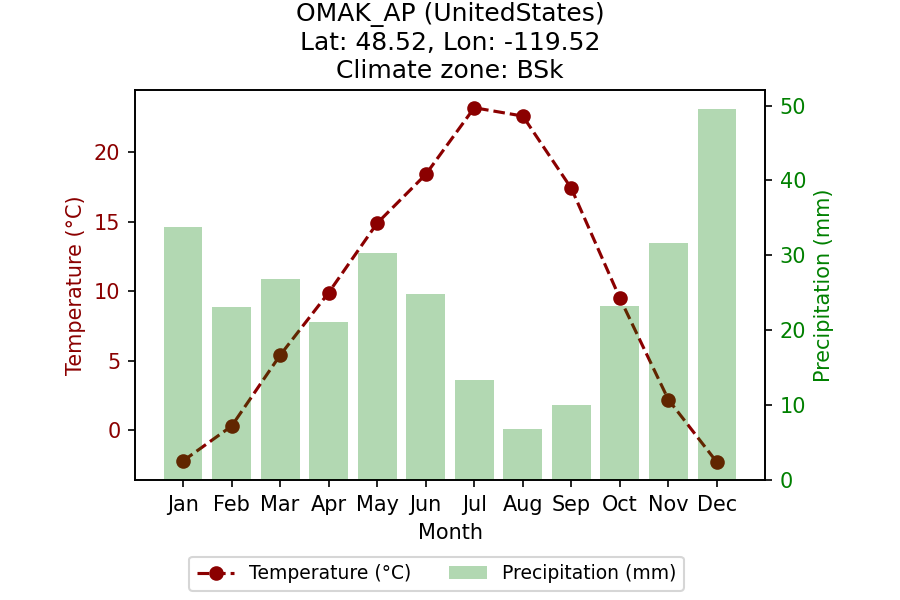 OMAK_AP (UnitedStates)
Lat: 48.52, Lon: -119.52
Climate zone: BSk
20
15
10
5
0
Temperature (°C)
50
40
30
20
10
0
Precipitation (mm)
Jan Feb Mar Apr May Jun Jul Aug Sep Oct Nov Dec
Month
Temperature (°C) Precipitation (mm)